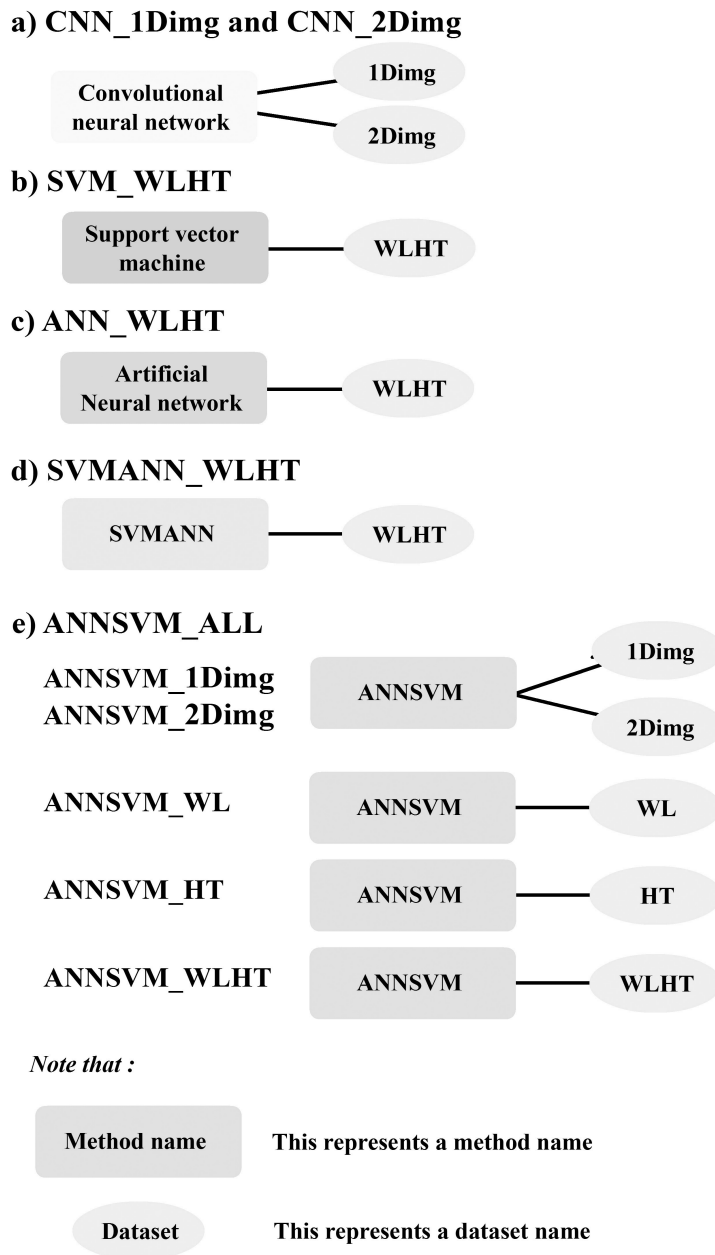 a) CNN_1Dimg and CNN_2Dimg
Convolutional
neural network
1Dimg
2Dimg
b) SVM_WLHT
Support vector
machine
WLHT
c) ANN_WLHT
Artificial
Neural network
WLHT
d) SVMANN_WLHT
SVMANN
WLHT
e) ANNSVM_ALL
ANNSVM_1Dimg
ANNSVM_2Dimg
ANNSVM
1Dimg
2Dimg
ANNSVM_WL
ANNSVM
WL
ANNSVM_HT
ANNSVM
HT
ANNSVM_WLHT
ANNSVM
WLHT
Note that :
Method name
This represents a method name
Dataset
This represents a dataset name